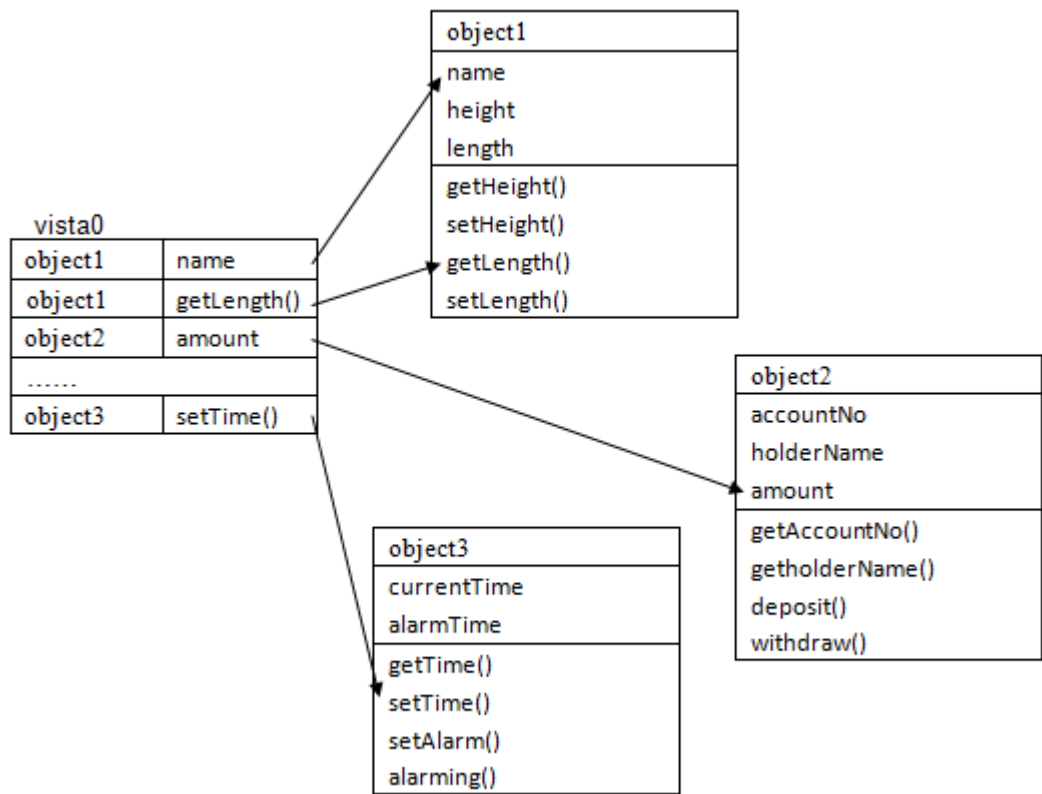 object1
name
height
length
getHeight()
setHeight()
getLength()
setLength()
vista0
object1 name
object1 getLength()
object2 amount
......
object3 setTime()
object2
accountNo
holderName
amount
getAccountNo()
getholderName()
deposit()
withdraw()
object3
currentTime
alarmTime
getTime()
setTime()
setAlarm()
alarming()